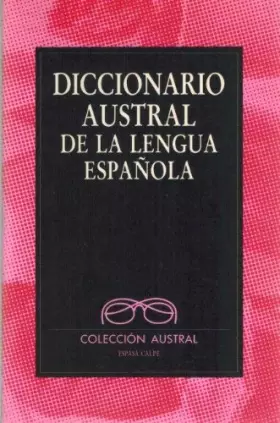 DICCIONARIO
AUSTRAL
DE LA LENGUA
ESPAÑOLA
COLECCIÓN AUSTRAL
ESPASA CALPE